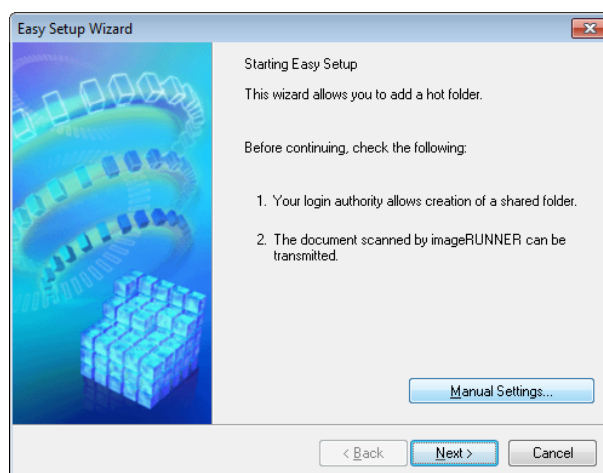 Easy Setup Wizard
Starting Easy Setup
This wizard allows you to add a hot folder.
Before continuing, check the following:
1. Your login authority allows creation of a shared folder.
2. The document scanned by imageRUNNER can be
transmitted.
Manual Settings...
< Back
Next >
Cancel